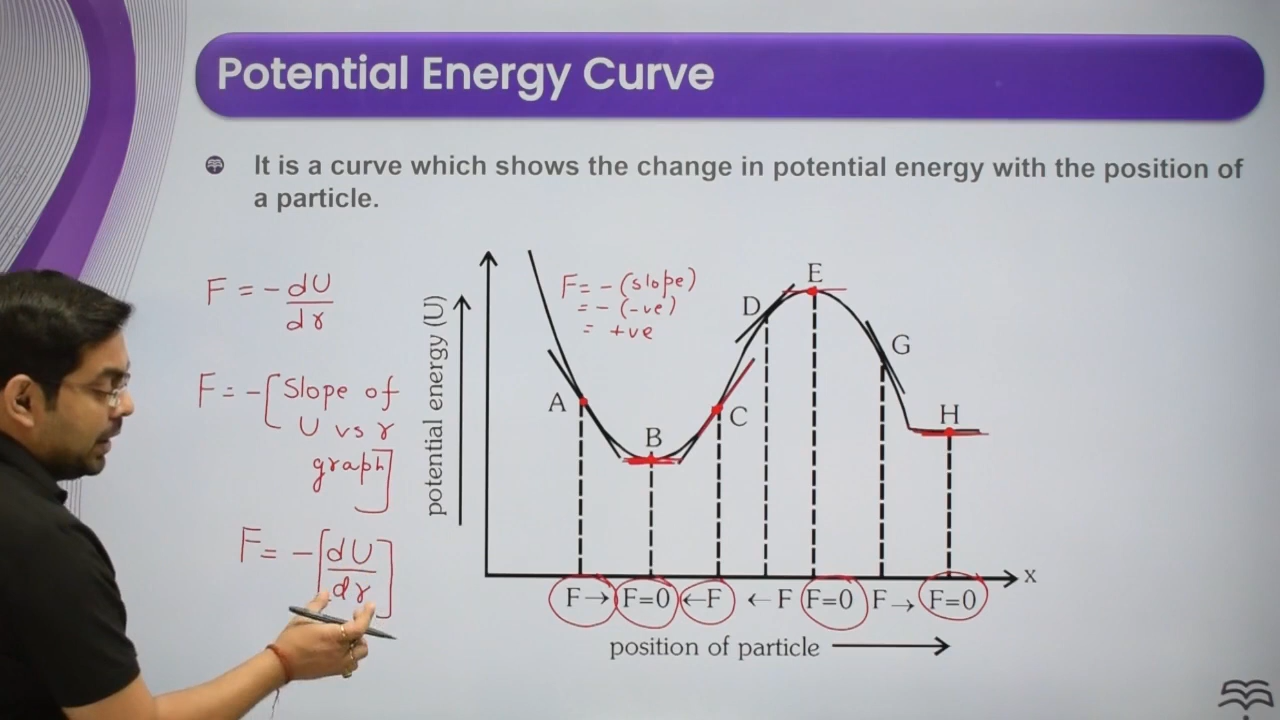 Potential Energy Curve
It is a curve which shows the change in potential energy with the position of
a particle.
F = - dU
dr
F = - [Slope of
U vs r
graph]
F = - [dU
dr]
potential energy (U)
F = - (slope)
= - (-ve)
= +ve
A
B
C
D
E
G
H
x
F→ F=0 ←F ←F F=0 F→ F=0
position of particle